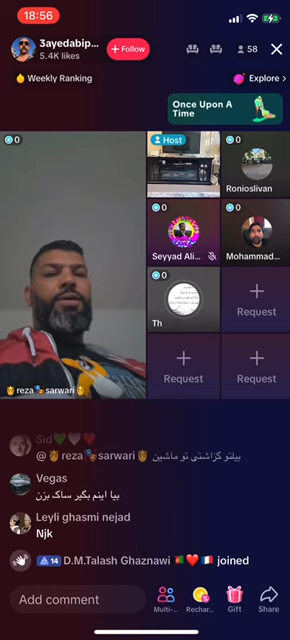 18:56
3ayedabip...
5.4K likes
+ Follow
58
Weekly Ranking
Explore >
Once Upon A
Time
0
Host
0
Ronioslivan
0
Seyyad Ali...
0
Mohammad...
0
Th
Request
Request
Request
🤴reza🎭sarwari🤴
Sid💚🤍❤️
@🤴reza🎭sarwari🤴 بیلتو گزاشتی تو ماشین
Vegas
بیا اینم بگیر ساک بزن
Leyli ghasmi nejad
Njk
14 D.M.Talash Ghaznawi 🇵🇹❤️🇫🇷 joined
Add comment
Multi-...
Rechar...
Gift
Share